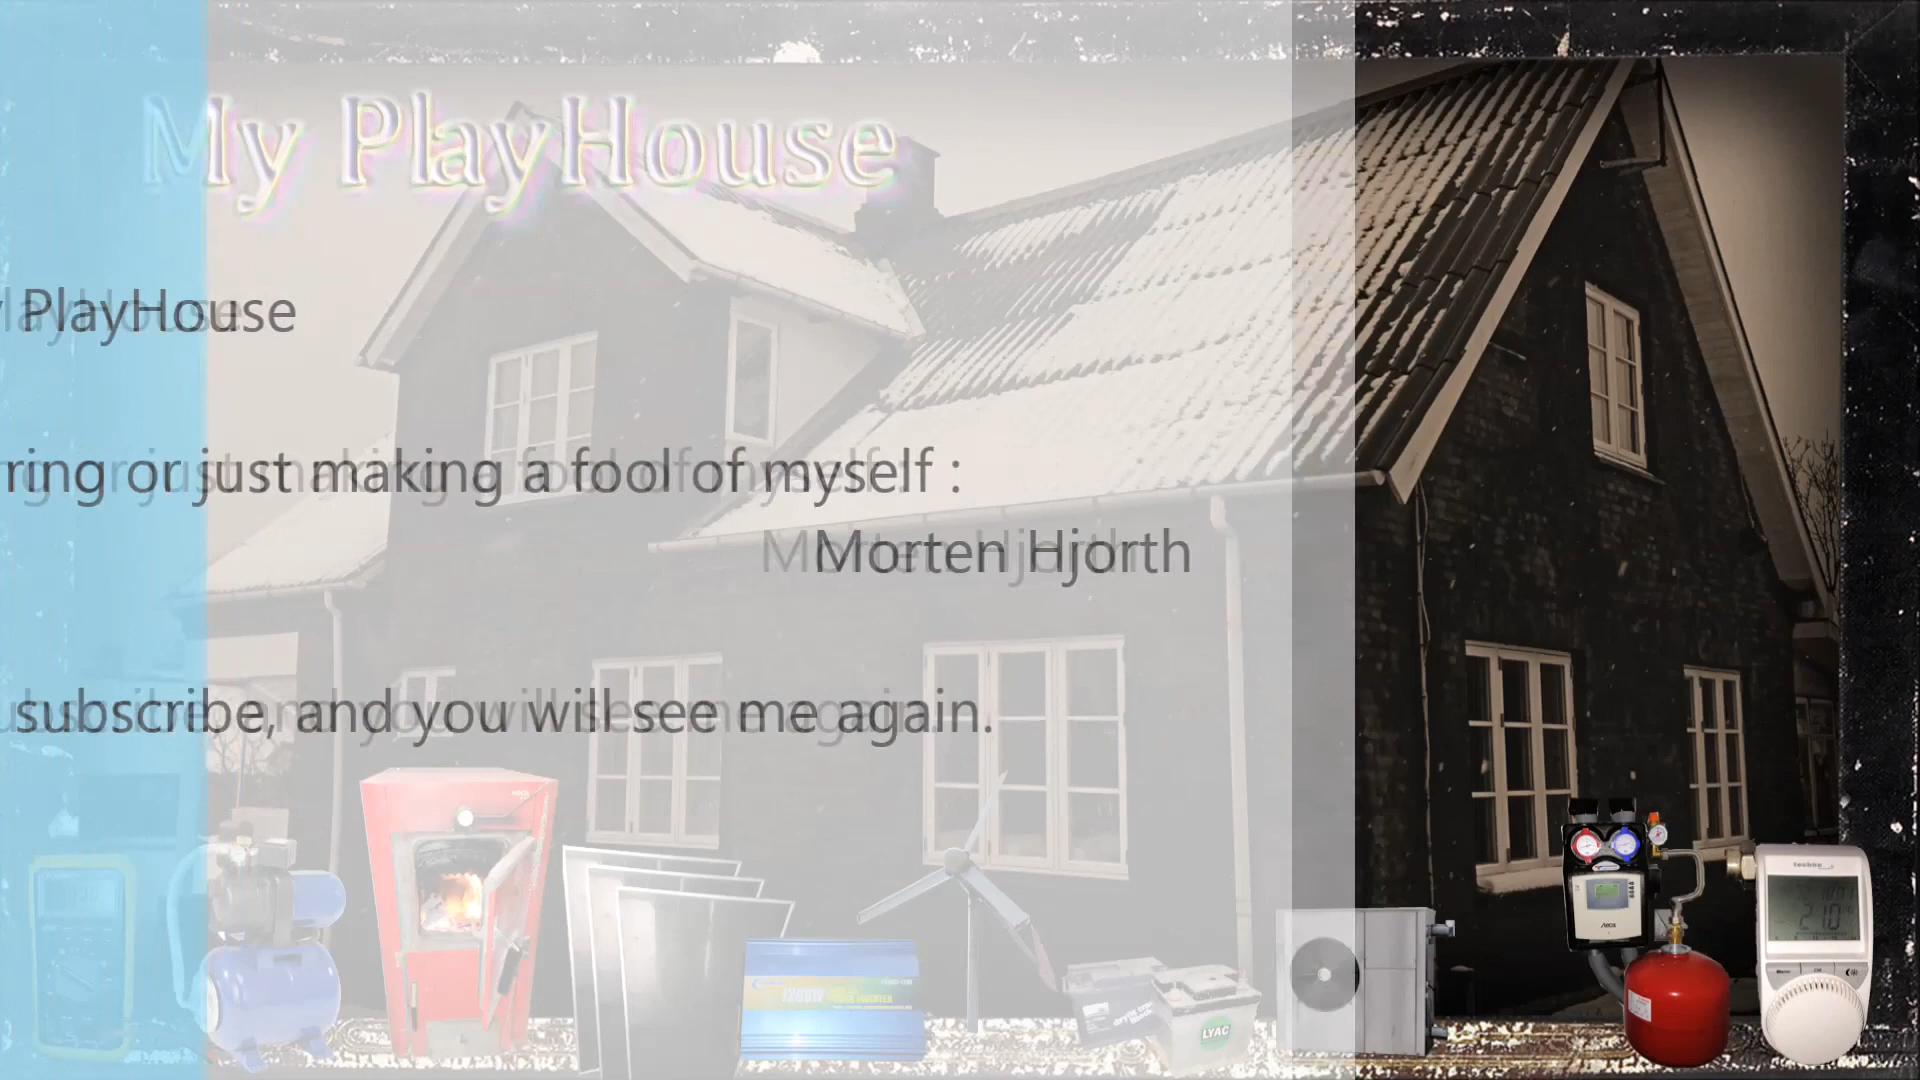 My PlayHouse
PlayHouse
ring or just making a fool of myself :
Morten Hjorth
subscribe, and you will see me again.
LYAC